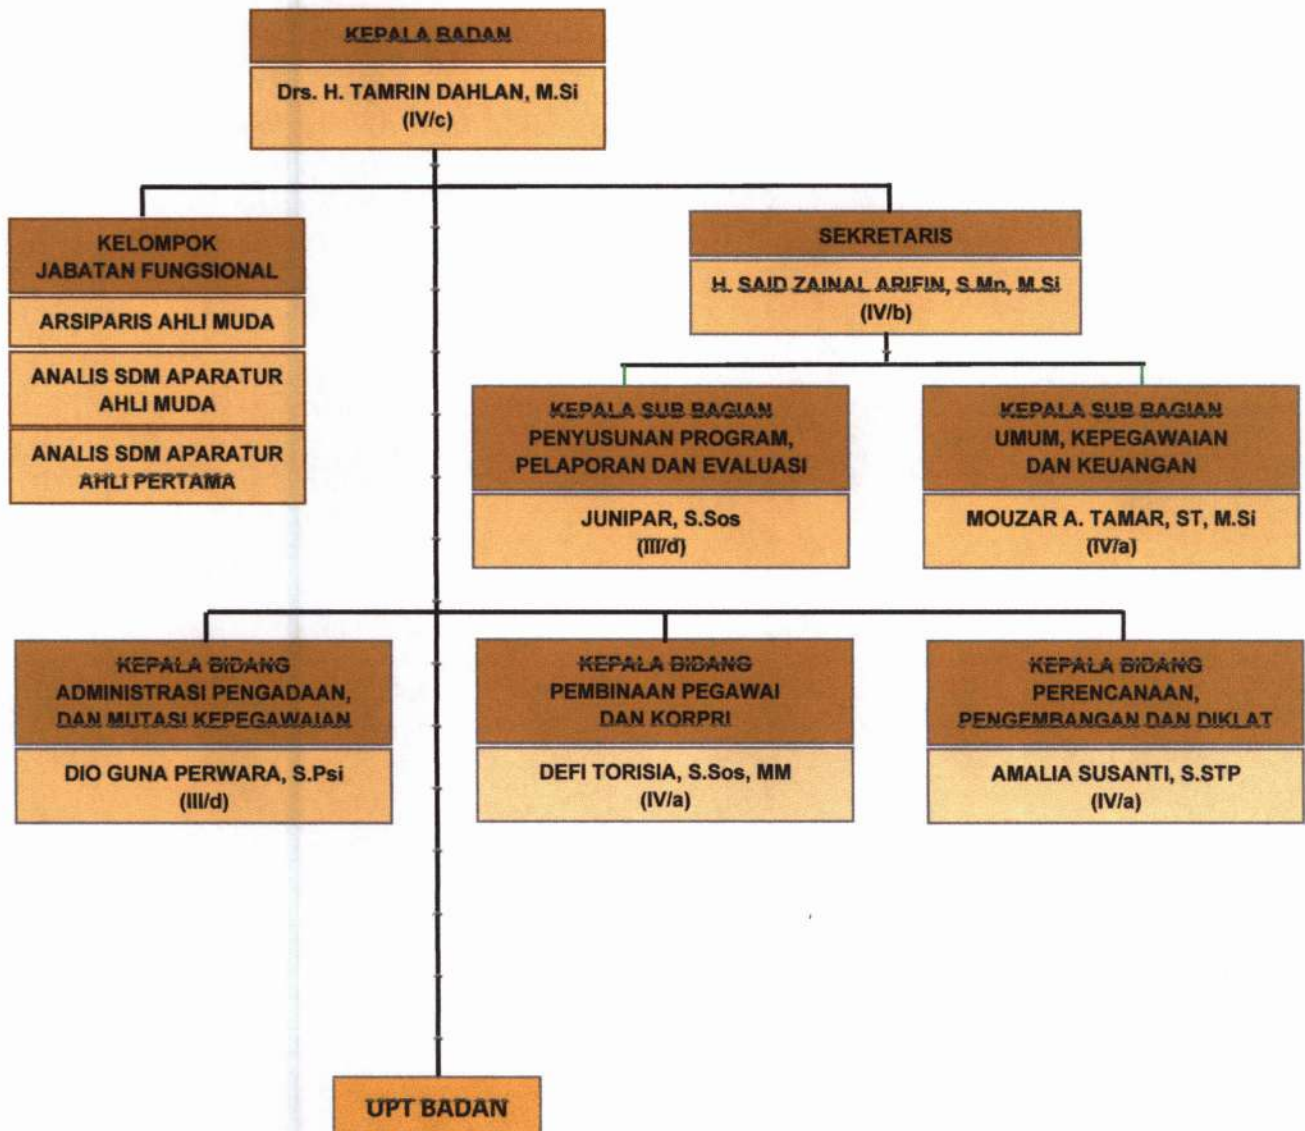 KEPALA BADAN
Drs. H. TAMRIN DAHLAN, M.Si
(IV/c)
KELOMPOK
JABATAN FUNGSIONAL
ARSIPARIS AHLI MUDA
ANALIS SDM APARATUR
AHLI MUDA
ANALIS SDM APARATUR
AHLI PERTAMA
SEKRETARIS
H. SAID ZAINAL ARIFIN, S.Mn, M.Si
(IV/b)
KEPALA SUB BAGIAN
PENYUSUNAN PROGRAM,
PELAPORAN DAN EVALUASI
JUNIPAR, S.Sos
(III/d)
KEPALA SUB BAGIAN
UMUM, KEPEGAWAIAN
DAN KEUANGAN
MOUZAR A. TAMAR, ST, M.Si
(IV/a)
KEPALA BIDANG
ADMINISTRASI PENGADAAN,
DAN MUTASI KEPEGAWAIAN
DIO GUNA PERWARA, S.Psi
(III/d)
KEPALA BIDANG
PEMBINAAN PEGAWAI
DAN KORPRI
DEFI TORISIA, S.Sos, MM
(IV/a)
KEPALA BIDANG
PERENCANAAN,
PENGEMBANGAN DAN DIKLAT
AMALIA SUSANTI, S.STP
(IV/a)
UPT BADAN